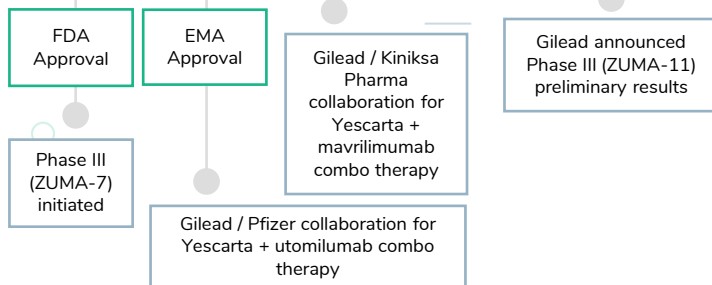 FDA
Approval
EMA
Approval
Gilead / Kiniksa
Pharma
collaboration for
Yescarta +
mavrilimumab
combo therapy
Gilead announced
Phase III (ZUMA-11)
preliminary results
Phase III
(ZUMA-7)
initiated
Gilead / Pfizer collaboration for
Yescarta + utomilumab combo
therapy